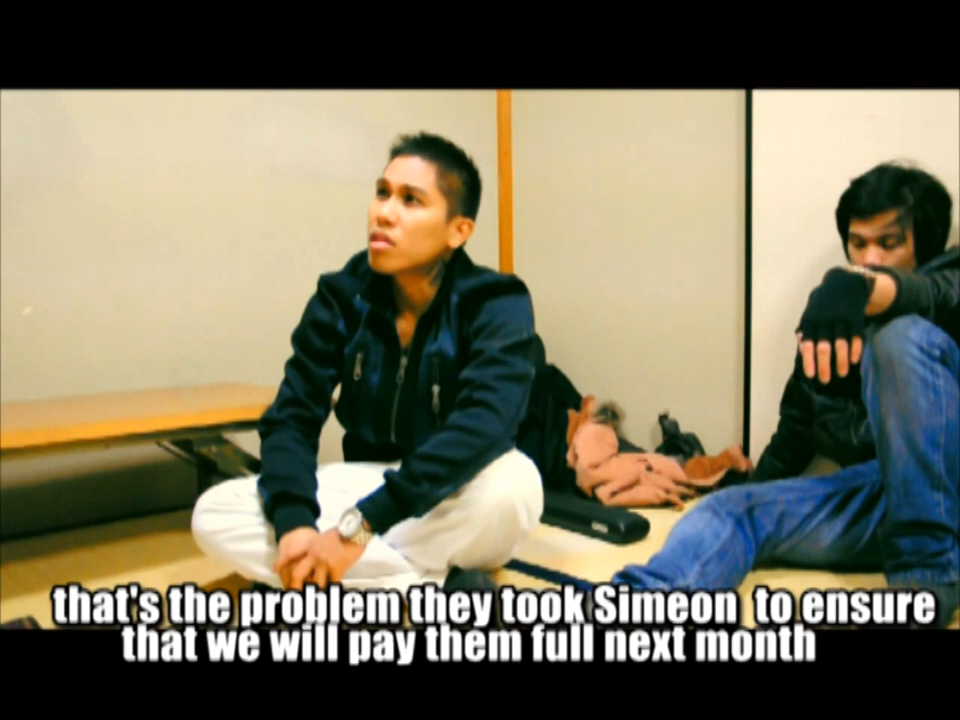 that's the problem they took Simeon  to ensure
that we will pay them full next month